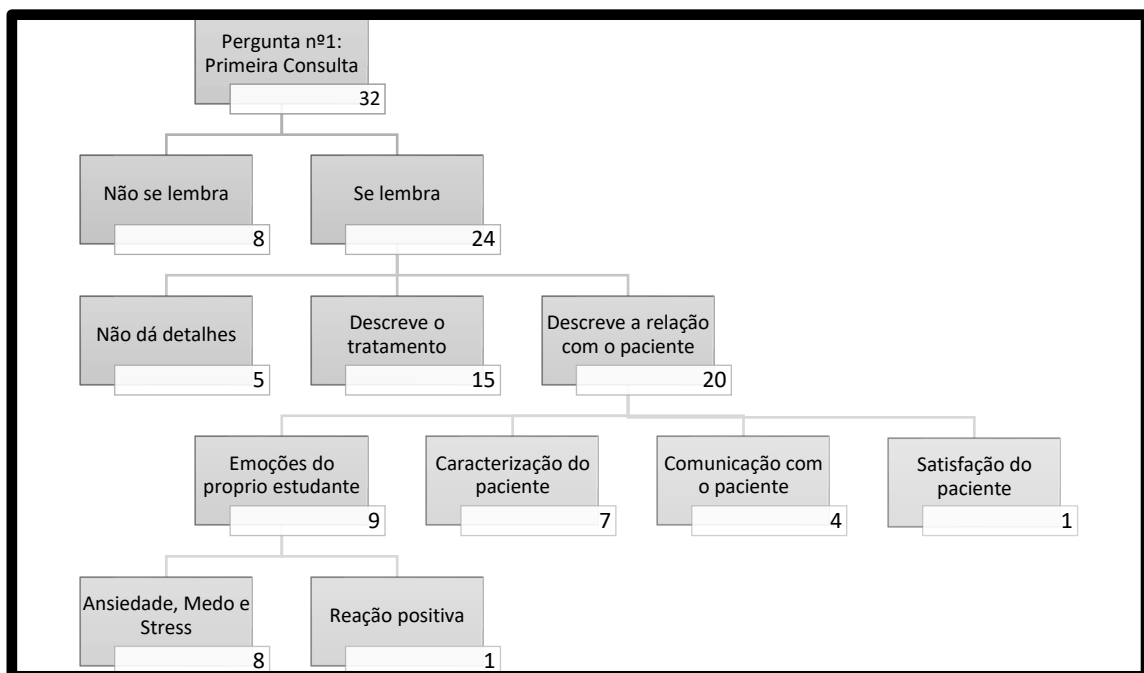 Pergunta nº1:
Primeira Consulta
32
Não se lembra
8
Se lembra
24
Não dá detalhes
5
Descreve o
tratamento
15
Descreve a relação
com o paciente
20
Emoções do
proprio estudante
9
Caracterização do
paciente
7
Comunicação com
o paciente
4
Satisfação do
paciente
1
Ansiedade, Medo e
Stress
8
Reação positiva
1